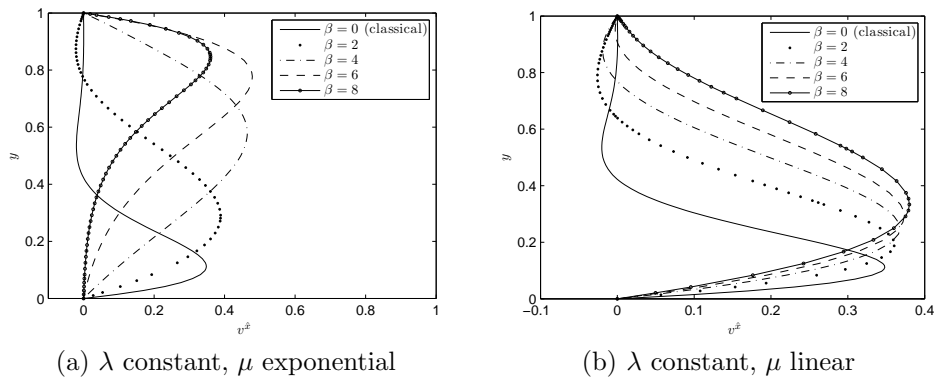 1
0.8
0.6
0.4
0.2
0
y
β = 0 (classical)
β = 2
β = 4
β = 6
β = 8
0 0.2 0.4 0.6 0.8 1
v^x̂
(a) λ constant, μ exponential
1
0.8
0.6
0.4
0.2
0
y
β = 0 (classical)
β = 2
β = 4
β = 6
β = 8
−0.1 0 0.1 0.2 0.3 0.4
v^x̂
(b) λ constant, μ linear